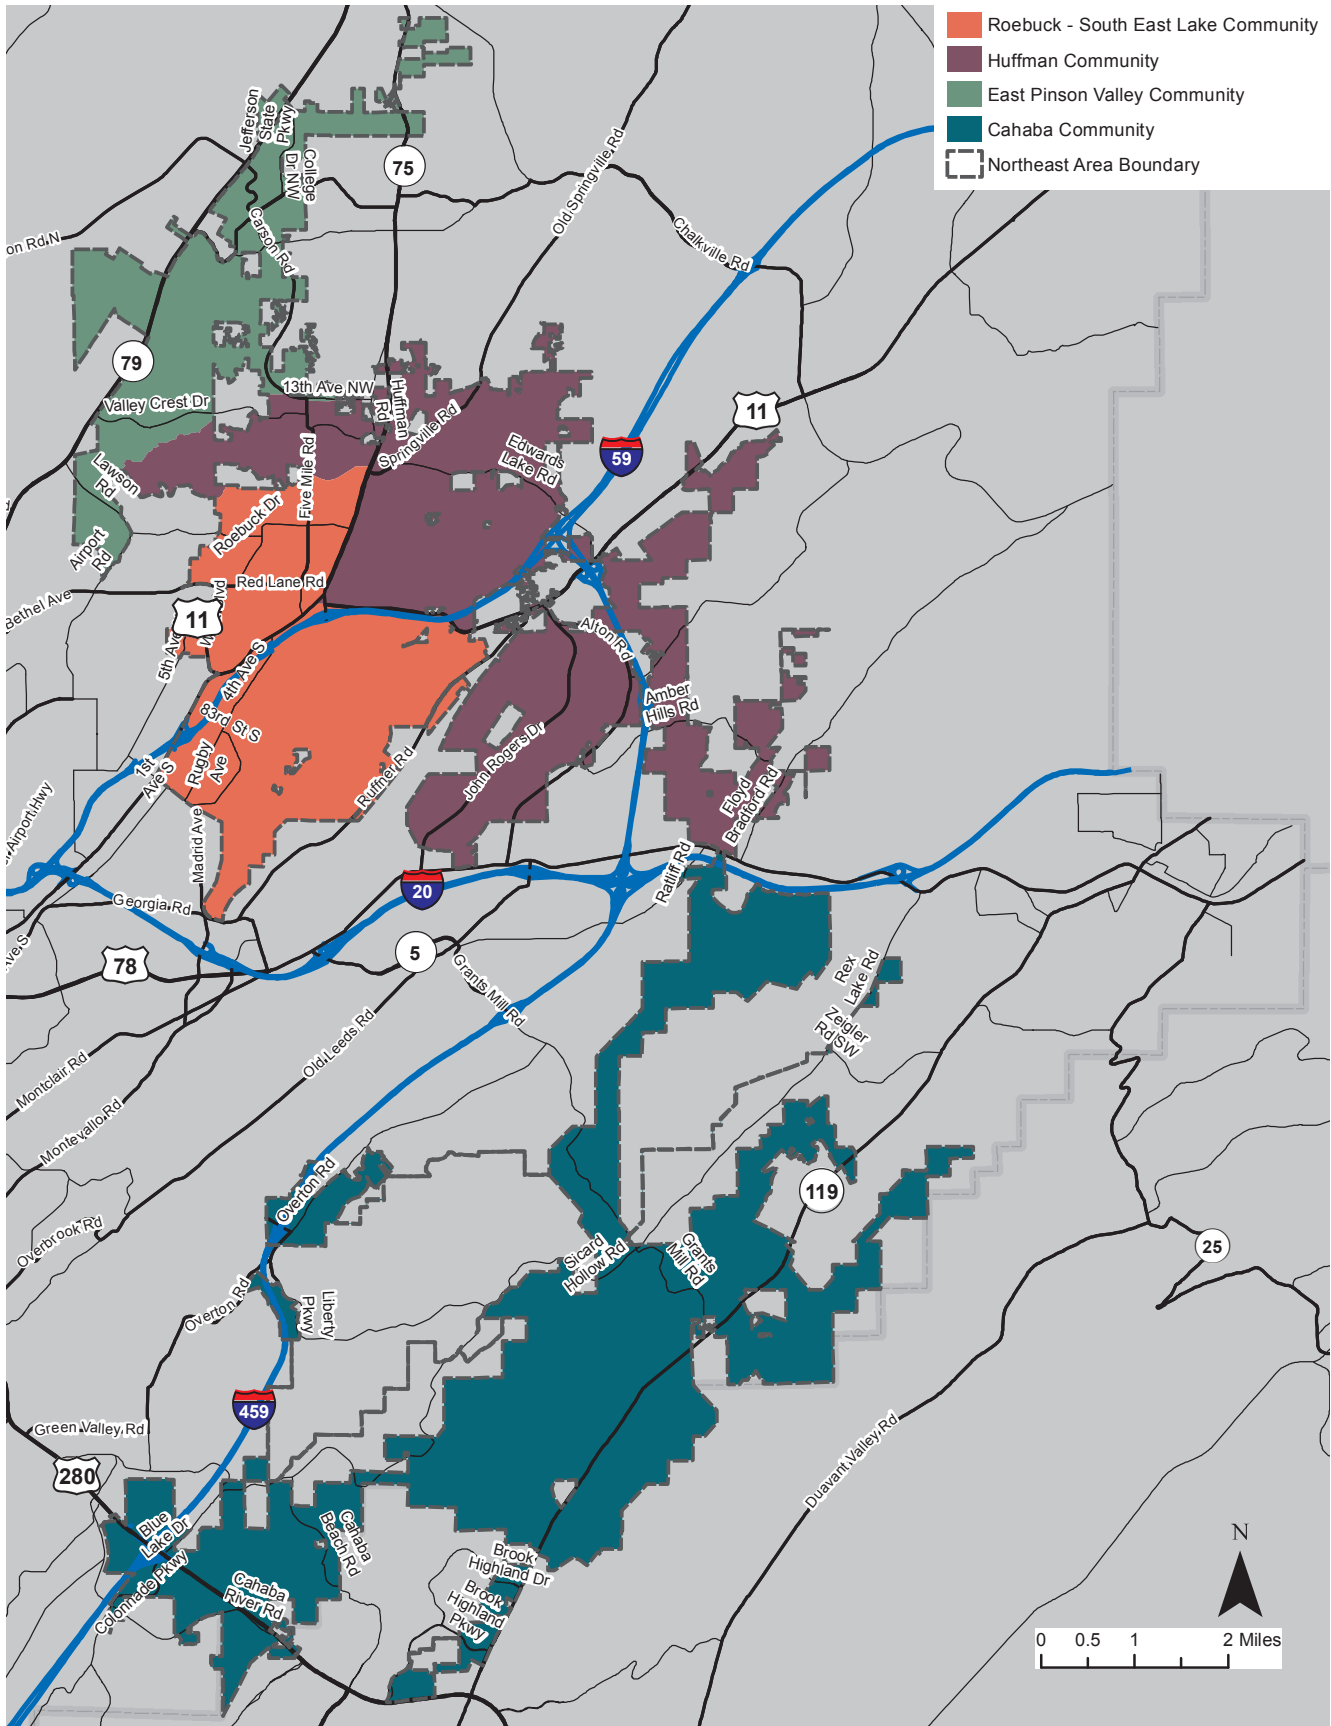 Roebuck - South East Lake Community
Huffman Community
East Pinson Valley Community
Cahaba Community
Northeast Area Boundary
Jefferson
State
Pkwy
College
Dr NW
75
Old Springville Rd
on Rd N
Carson Rd
Chalkville Rd
79
13th Ave NW
Huffman
Rd
Valley Crest Dr
11
Springville Rd
Edwards
Lake Rd
59
Five Mile Rd
Lawson
Rd
Roebuck Dr
Airport
Rd
Red Lane Rd
Bethel Ave
11
lvd
5th Ave
4th Ave S
Alton Rd
Amber
Hills Rd
83rd St S
Rugby
Ave
1st
Ave S
John Rogers Dr
Ruffner Rd
Floyd
Bradford Rd
Airport Hwy
Madrid Ave
Ratliff Rd
20
Georgia Rd
Ave S
78
5
Grants Mill Rd
Rex
Lake Rd
Zeigler
Rd SW
Old Leeds Rd
Montclair Rd
Montevallo Rd
Overton Rd
119
Overbrook Rd
Sicard
Hollow Rd
Grants
Mill Rd
25
Overton Rd
Liberty
Pkwy
459
Green Valley Rd
280
Duavant Valley Rd
Blue
Lake Dr
Cahaba
Beach Rd
Colonnade Pkwy
Cahaba
River Rd
Brook
Highland Dr
Brook
Highland
Pkwy
N
0 0.5 1 2 Miles